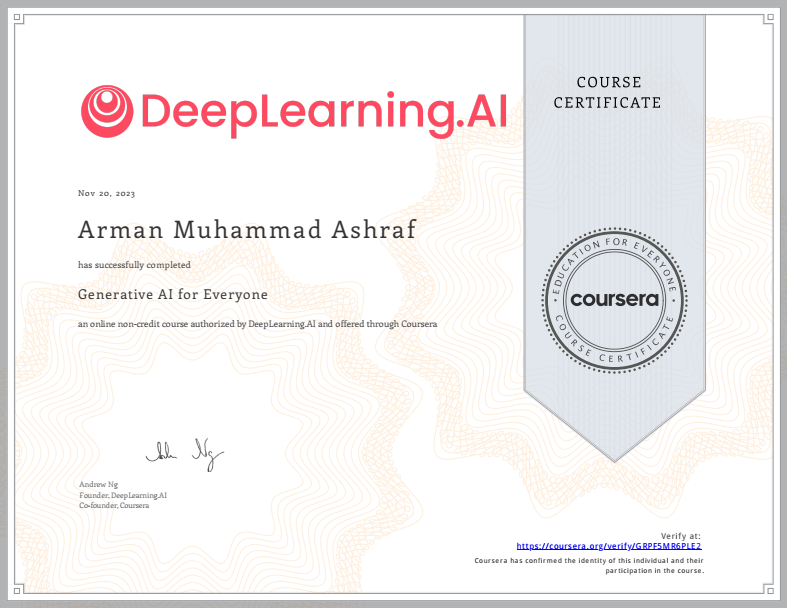 DeepLearning.AI
COURSE
CERTIFICATE
Nov 20, 2023
Arman Muhammad Ashraf
has successfully completed
Generative AI for Everyone
an online non-credit course authorized by DeepLearning.AI and offered through Coursera
EDUCATION FOR EVERYONE
coursera
COURSE CERTIFICATE
Andrew Ng
Founder, DeepLearning.AI
Co-founder, Coursera
Verify at:
https://coursera.org/verify/GRPF5MR6PLE2
Coursera has confirmed the identity of this individual and their
participation in the course.